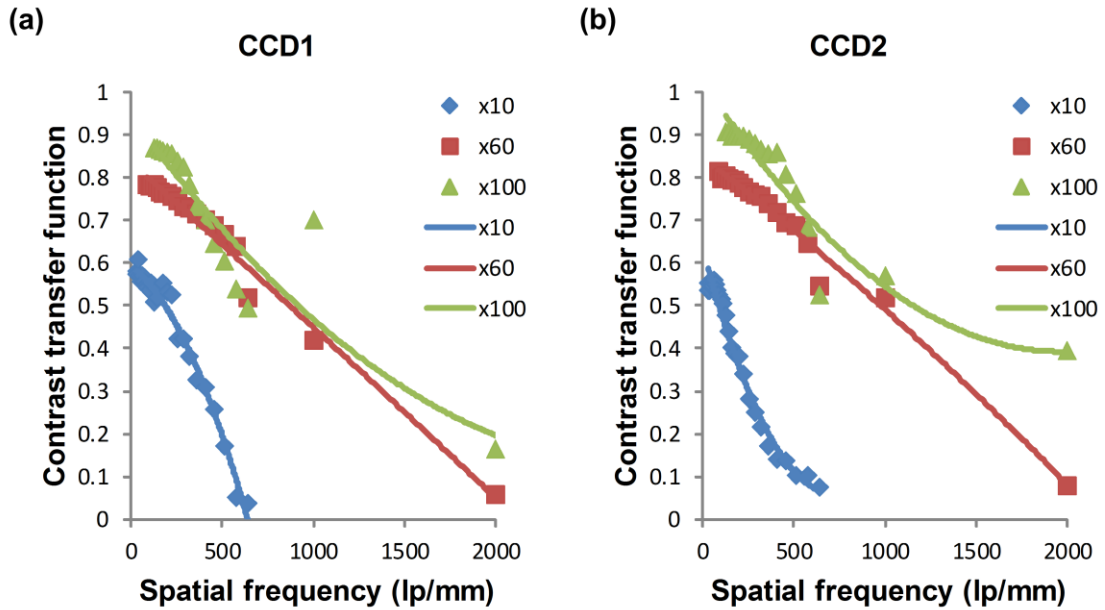 (a)
CCD1
Contrast transfer function
1
0.9
0.8
0.7
0.6
0.5
0.4
0.3
0.2
0.1
0
0 500 1000 1500 2000
Spatial frequency (lp/mm)
x10
x60
x100
x10
x60
x100
(b)
CCD2
Contrast transfer function
1
0.9
0.8
0.7
0.6
0.5
0.4
0.3
0.2
0.1
0
0 500 1000 1500 2000
Spatial frequency (lp/mm)
x10
x60
x100
x10
x60
x100